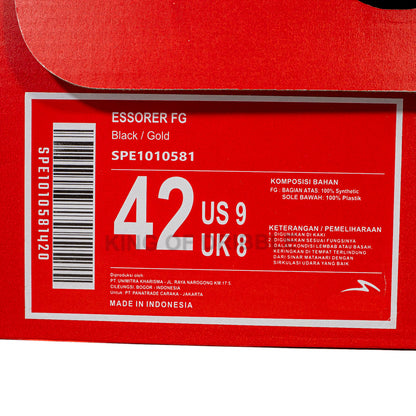 ESSORER FG
Black / Gold
SPE1010581
SPE1010581420
42
US 9
UK 8
KOMPOSISI BAHAN
FG : BAGIAN ATAS: 100% Synthetic
SOLE BAWAH: 100% Plastik
KETERANGAN / PEMELIHARAAN
1. DIGUNAKAN DI KAKI
2. DIGUNAKAN SESUAI FUNGSINYA
3. DALAM KONDISI LEMBAB ATAU BASAH,
KERINGKAN DI TEMPAT YANG
DARI SINAR MATAHARI DENGAN
SIRKULASI UDARA YANG BAIK
Diproduksi oleh:
PT UNIMITRA KHARISMA - JL. RAYA NAROGONG KM 17.5
CILEUNGSI, BOGOR - INDONESIA
Untuk : PT PANATRADE CARAKA - JAKARTA
MADE IN INDONESIA